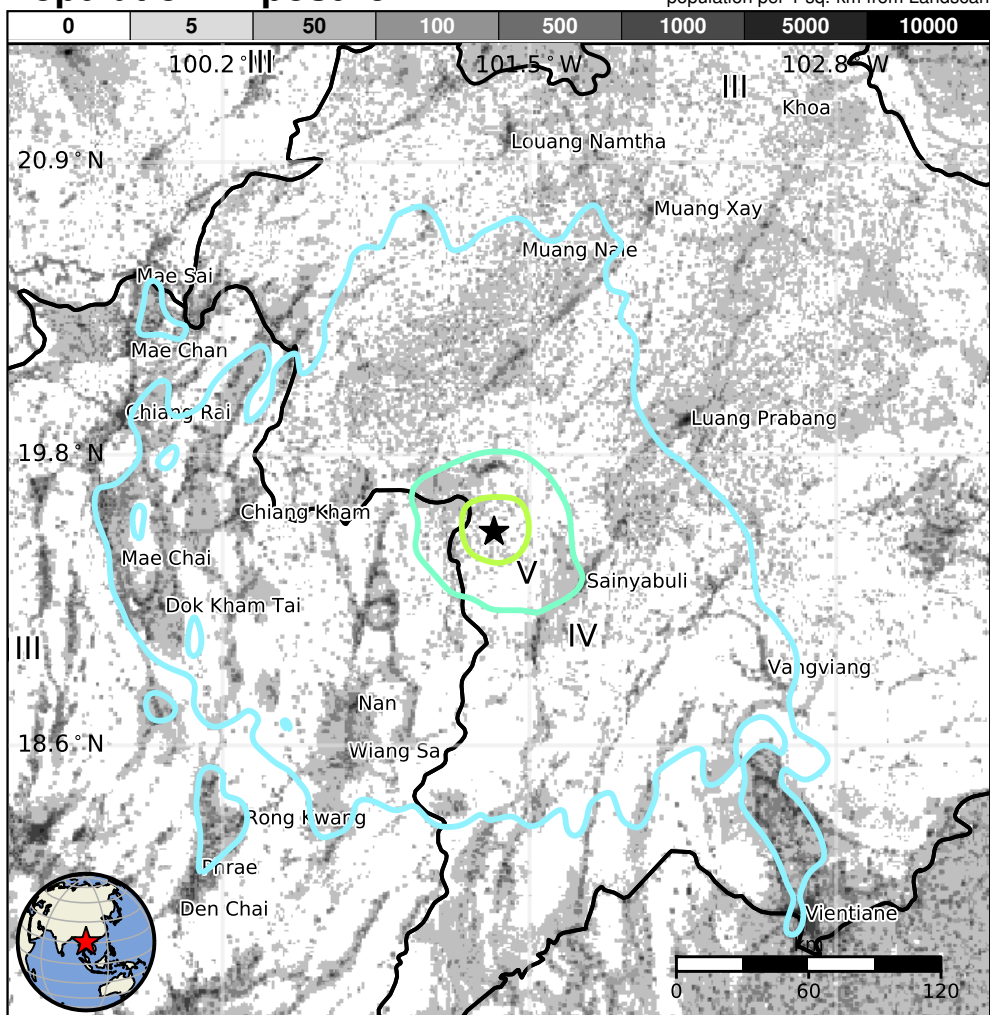 population per 1 sq. km from Landscan
0 5 50 100 500 1000 5000 10000
100.2°W 101.5°W 102.8°W
III
III
Khoa
Louang Namtha
20.9°N
Muang Xay
Muang Nale
Mae Sai
Mae Chan
Chiang Rai
Luang Prabang
19.8°N
Chiang Kham
Mae Chai
V
Sainyabuli
Dok Kham Tai
IV
III
Vangviang
Nan
18.6°N
Wiang Sa
Rong Kwang
Phrae
Den Chai
Vientiane
km
0 60 120